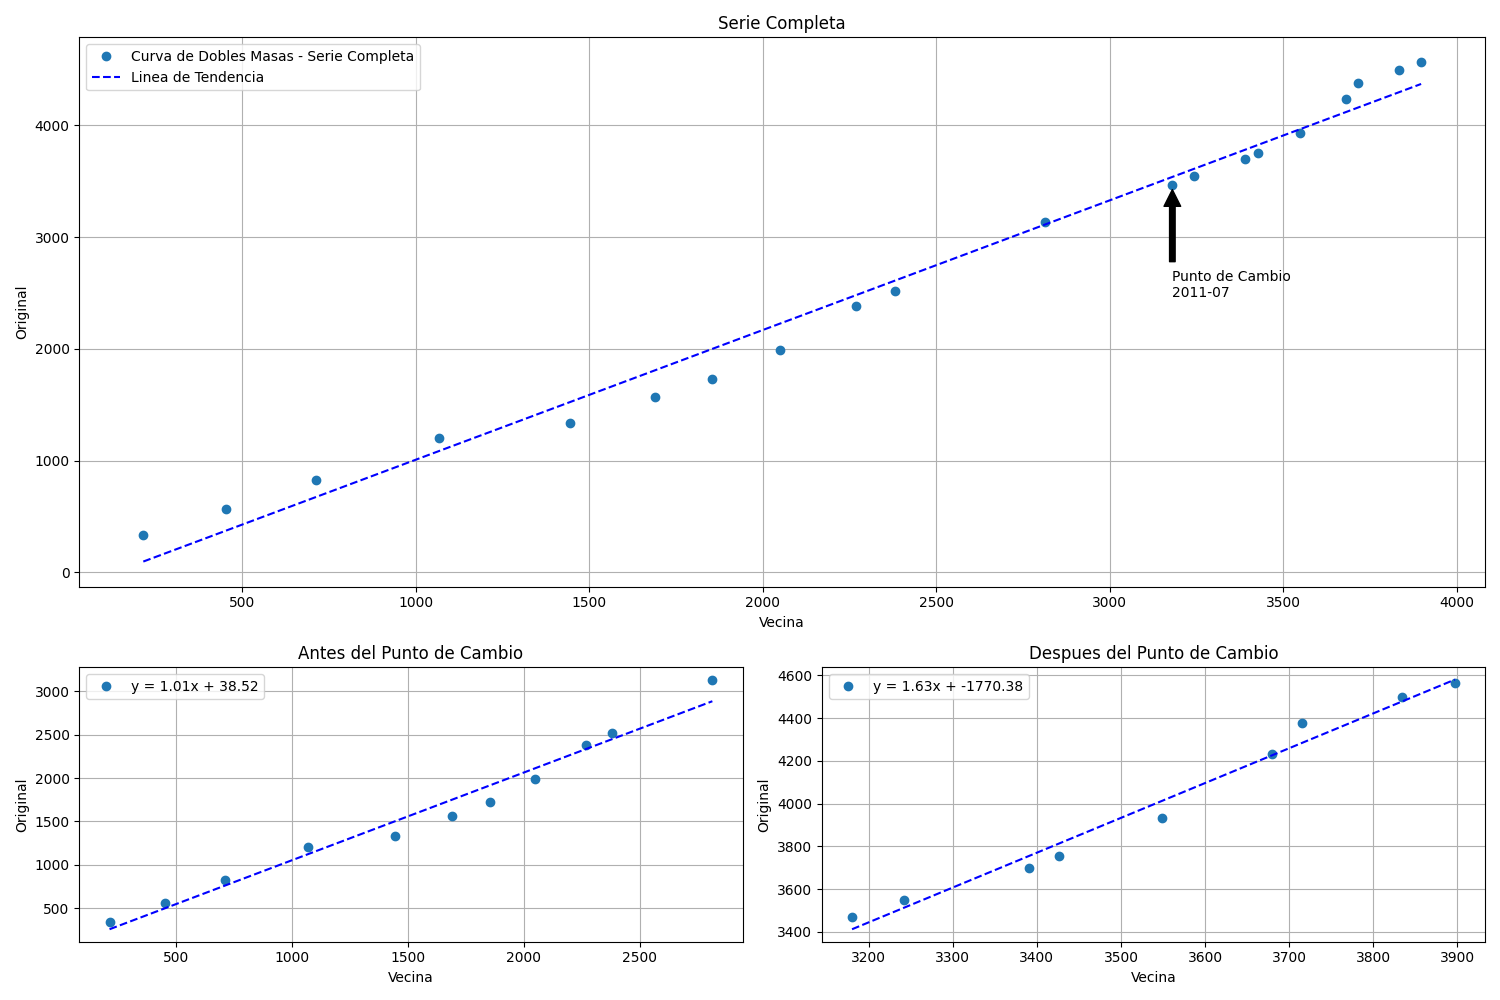 Serie Completa
Curva de Dobles Masas - Serie Completa
Linea de Tendencia
4000
3000
2000
1000
0
Original
Punto de Cambio
2011-07
500
1000
1500
2000
2500
3000
3500
4000
Vecina
Antes del Punto de Cambio
y = 1.01x + 38.52
3000
2500
2000
1500
1000
500
Original
500
1000
1500
2000
2500
Vecina
Despues del Punto de Cambio
y = 1.63x + -1770.38
4600
4400
4200
4000
3800
3600
3400
Original
3200
3300
3400
3500
3600
3700
3800
3900
Vecina